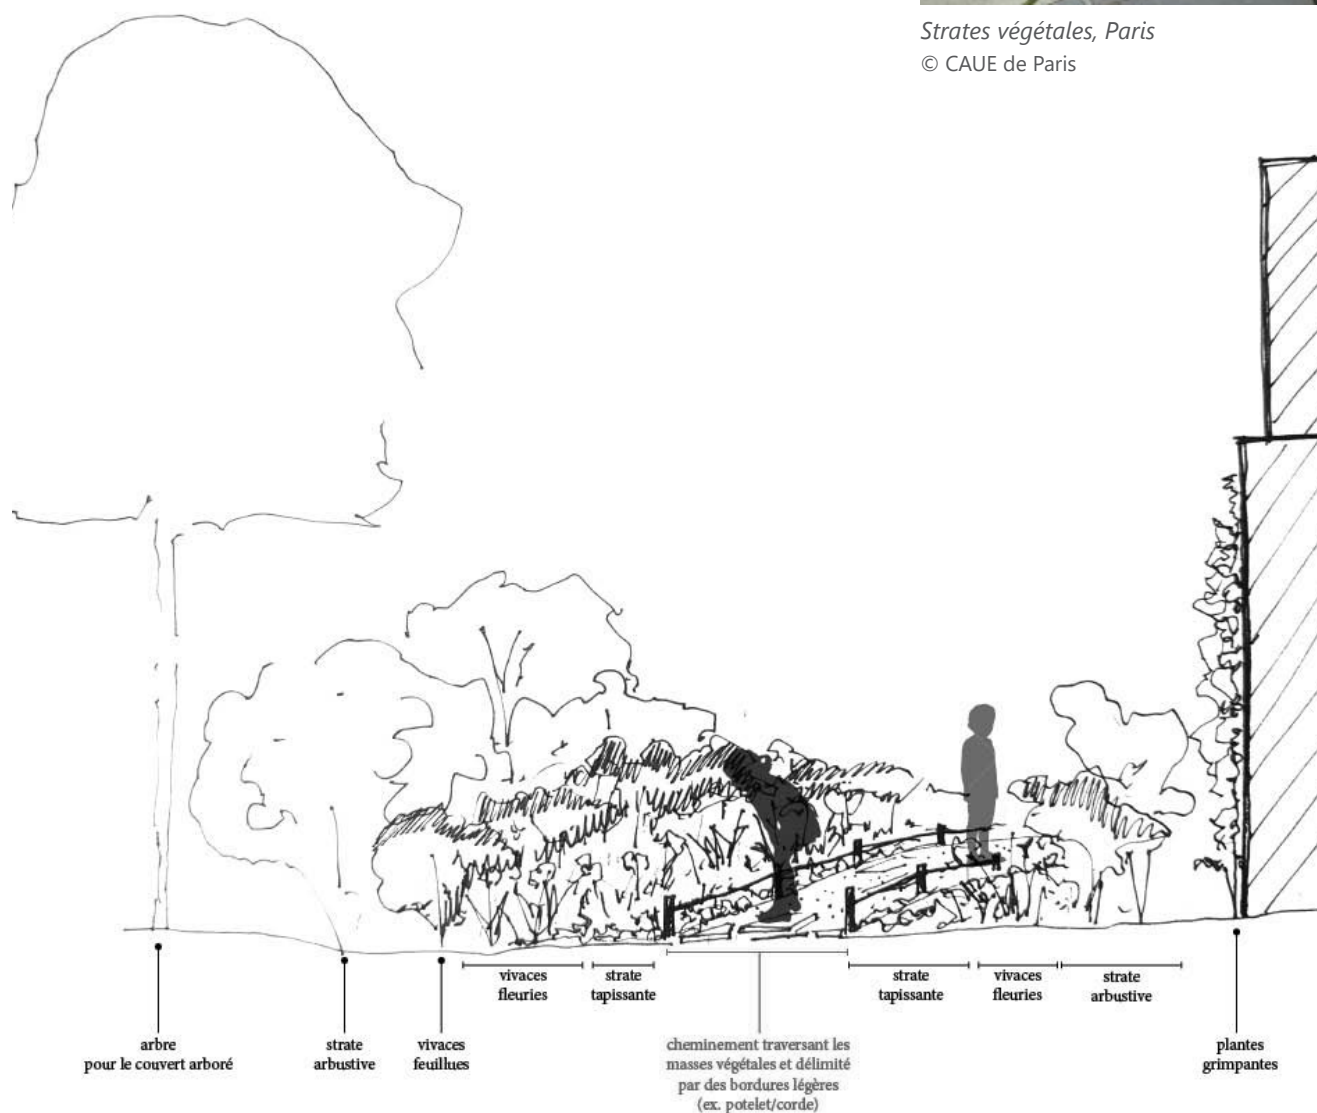 Strates végétales, Paris
© CAUE de Paris
vivaces
fleuries
strate
tapissante
strate
tapissante
vivaces
fleuries
strate
arbustive
arbre
pour le couvert arboré
strate
arbustive
vivaces
feuillues
cheminement traversant les
masses végétales et délimité
par des bordures légères
(ex. potelet/corde)
plantes
grimpantes